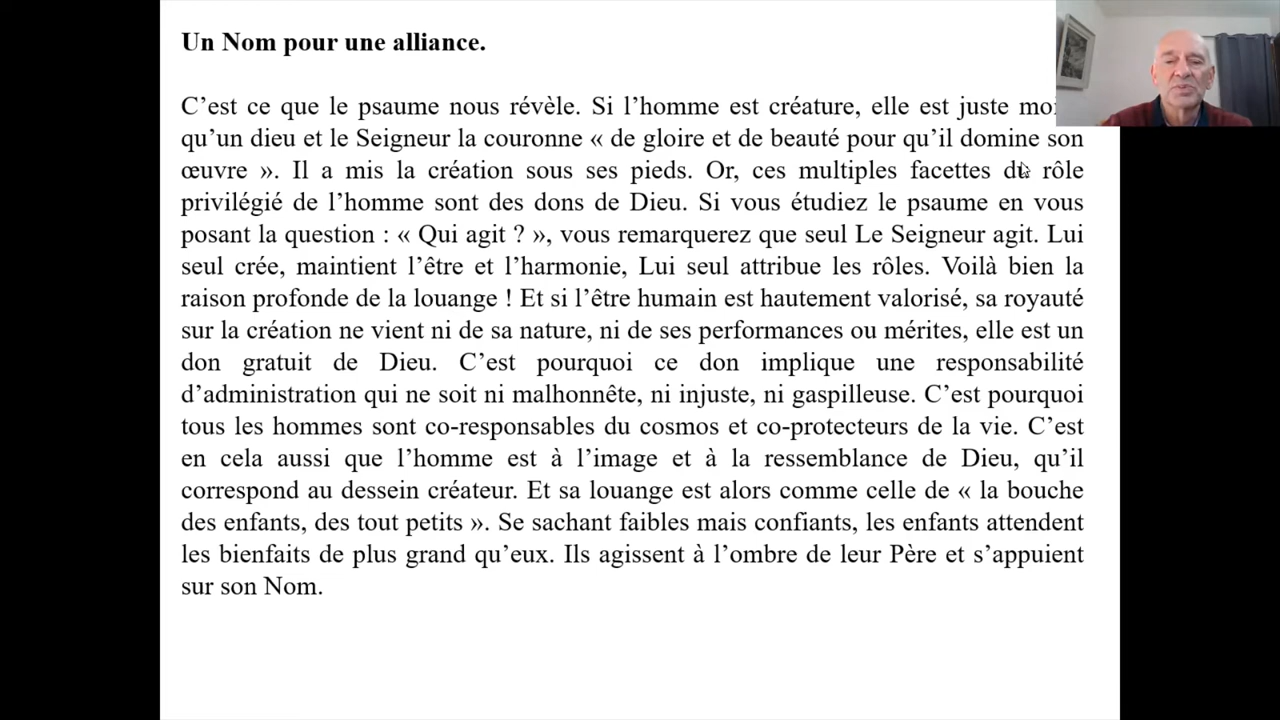 Un Nom pour une alliance.
C’est ce que le psaume nous révèle. Si l’homme est créature, elle est juste
qu’un dieu et le Seigneur la couronne « de gloire et de beauté pour qu’il domine son
œuvre ». Il a mis la création sous ses pieds. Or, ces multiples facettes du rôle
privilégié de l’homme sont des dons de Dieu. Si vous étudiez le psaume en vous
posant la question : « Qui agit ? », vous remarquerez que seul Le Seigneur agit. Lui
seul crée, maintient l’être et l’harmonie, Lui seul attribue les rôles. Voilà bien la
raison profonde de la louange ! Et si l’être humain est hautement valorisé, sa royauté
sur la création ne vient ni de sa nature, ni de ses performances ou mérites, elle est un
don gratuit de Dieu. C’est pourquoi ce don implique une responsabilité
d’administration qui ne soit ni malhonnête, ni injuste, ni gaspilleuse. C’est pourquoi
tous les hommes sont co-responsables du cosmos et co-protecteurs de la vie. C’est
en cela aussi que l’homme est à l’image et à la ressemblance de Dieu, qu’il
correspond au dessein créateur. Et sa louange est alors comme celle de « la bouche
des enfants, des tout petits ». Se sachant faibles mais confiants, les enfants attendent
les bienfaits de plus grand qu’eux. Ils agissent à l’ombre de leur Père et s’appuient
sur son Nom.